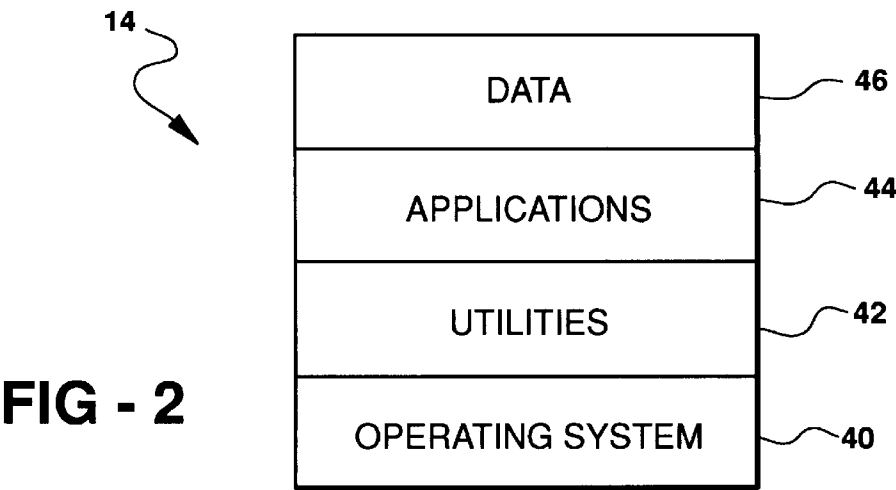 14
DATA
46
APPLICATIONS
44
UTILITIES
42
FIG - 2
OPERATING SYSTEM
40